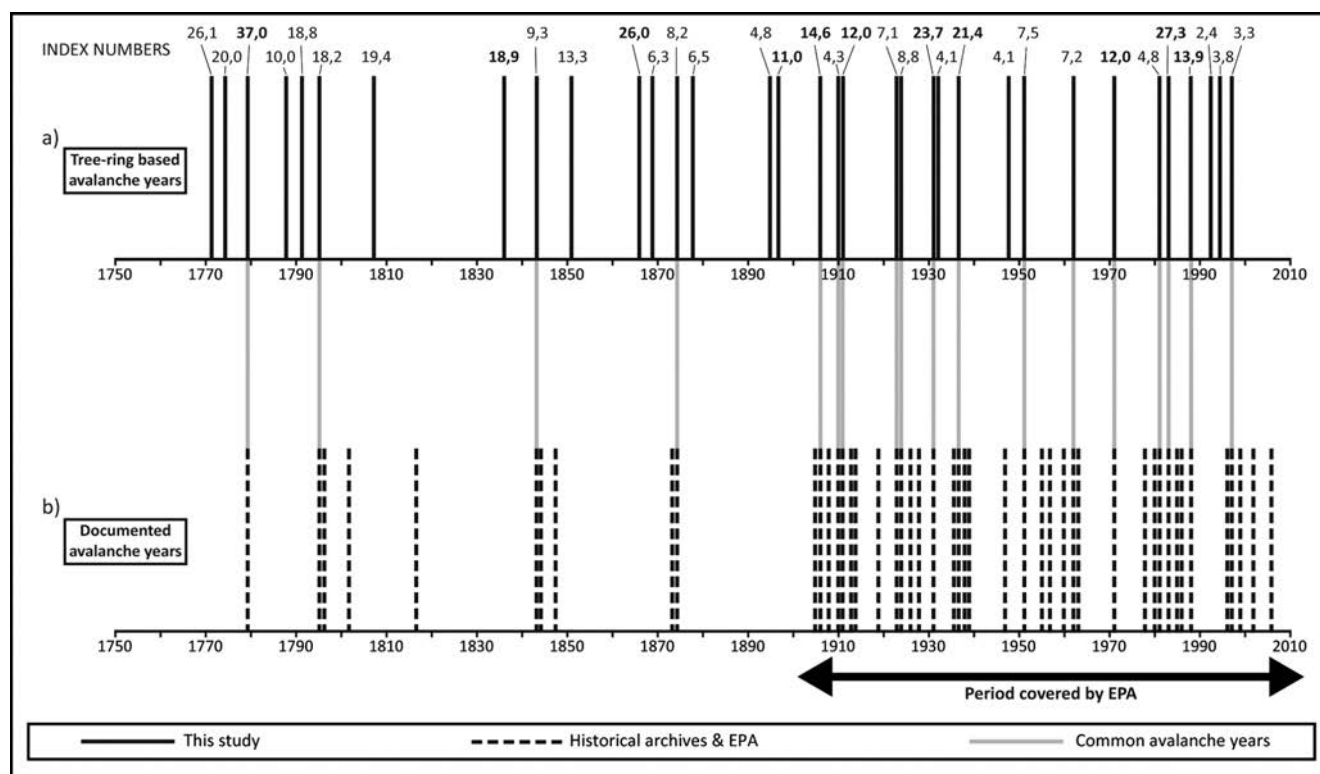 26,1 37,0 18,8 9,3 26,0 8,2 4,8 14,6 12,0 7,1 23,7 21,4 7,5 27,3 2,4 3,3
INDEX NUMBERS
20,0 10,0 18,2 19,4 18,9 13,3 6,3 6,5 11,0 4,3 8,8 4,1 4,1 7,2 12,0 4,8 13,9 3,8
a)
Tree-ring based
avalanche years
1750 1770 1790 1810 1830 1850 1870 1890 1910 1930 1950 1970 1990 2010
b)
Documented
avalanche years
1750 1770 1790 1810 1830 1850 1870 1890 1910 1930 1950 1970 1990 2010
Period covered by EPA
This study Historical archives & EPA Common avalanche years